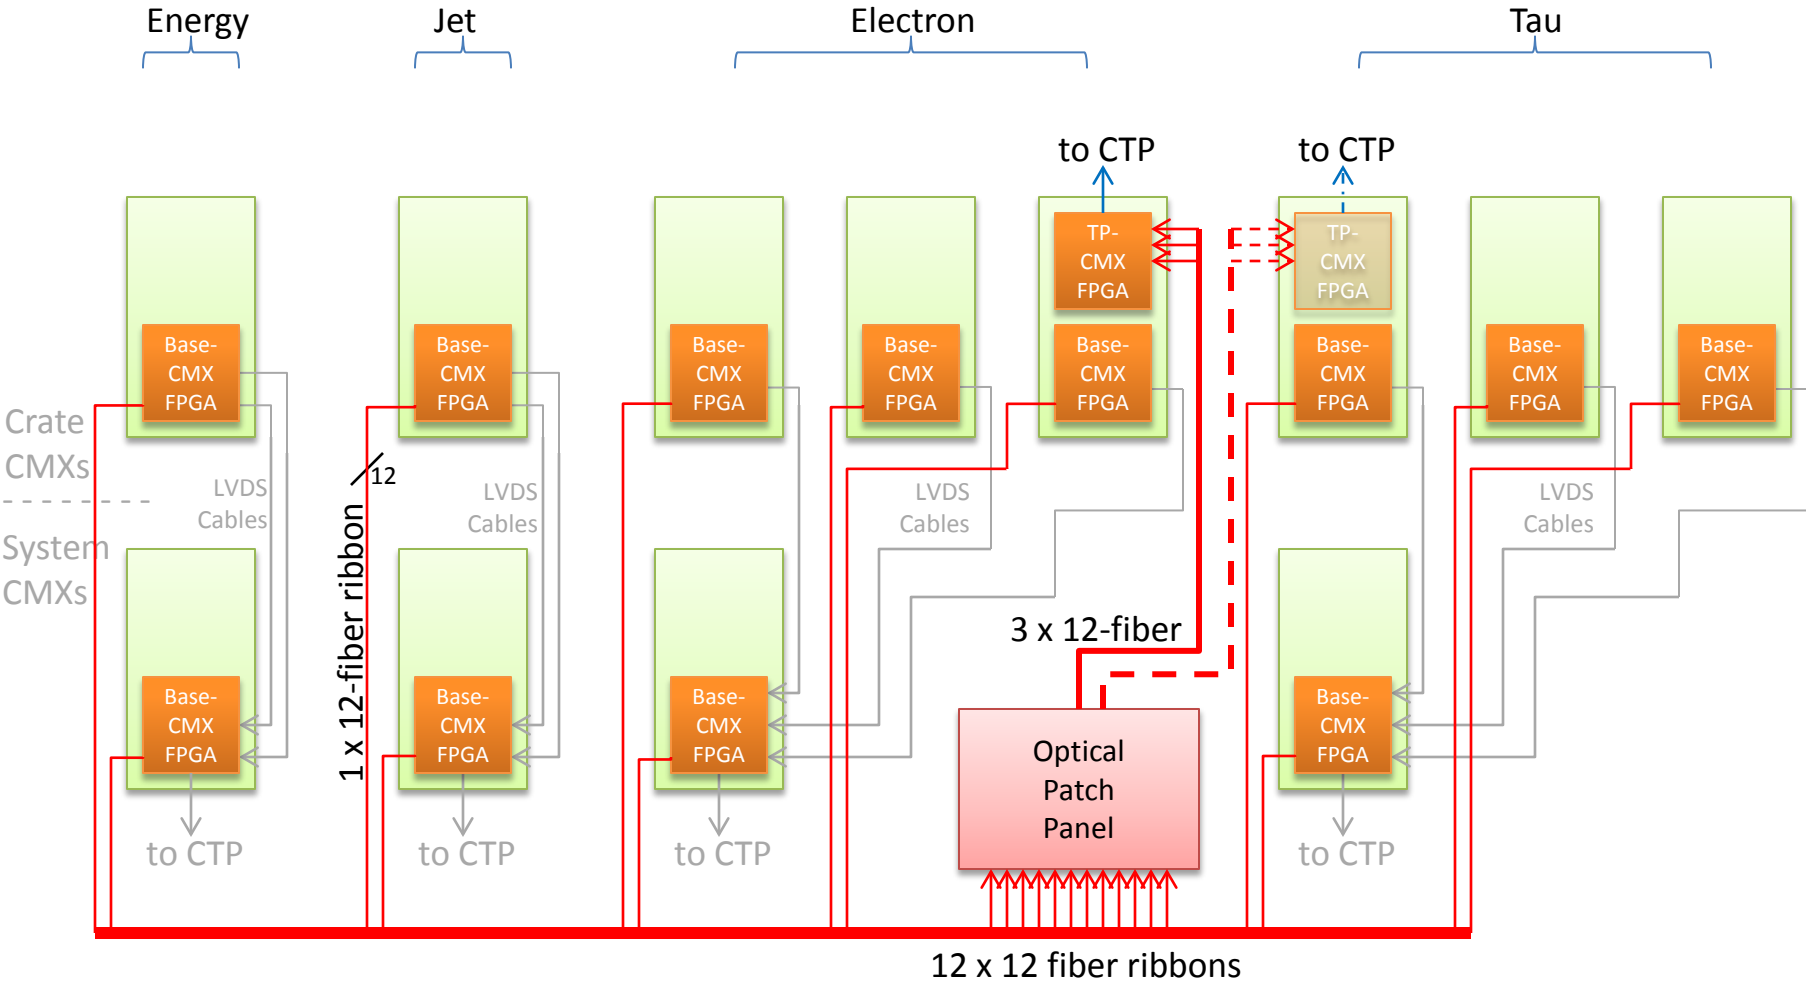 Energy
Jet
Electron
Tau
to CTP
to CTP
TP-
CMX
FPGA
TP-
CMX
FPGA
Base-
CMX
FPGA
Base-
CMX
FPGA
Base-
CMX
FPGA
Base-
CMX
FPGA
Base-
CMX
FPGA
Base-
CMX
FPGA
Base-
CMX
FPGA
Base-
CMX
FPGA
Crate
CMXs
System
CMXs
LVDS
Cables
12
1 x 12-fiber ribbon
LVDS
Cables
LVDS
Cables
LVDS
Cables
3 x 12-fiber
Base-
CMX
FPGA
Base-
CMX
FPGA
Base-
CMX
FPGA
Optical
Patch
Panel
Base-
CMX
FPGA
to CTP
to CTP
to CTP
to CTP
12 x 12 fiber ribbons